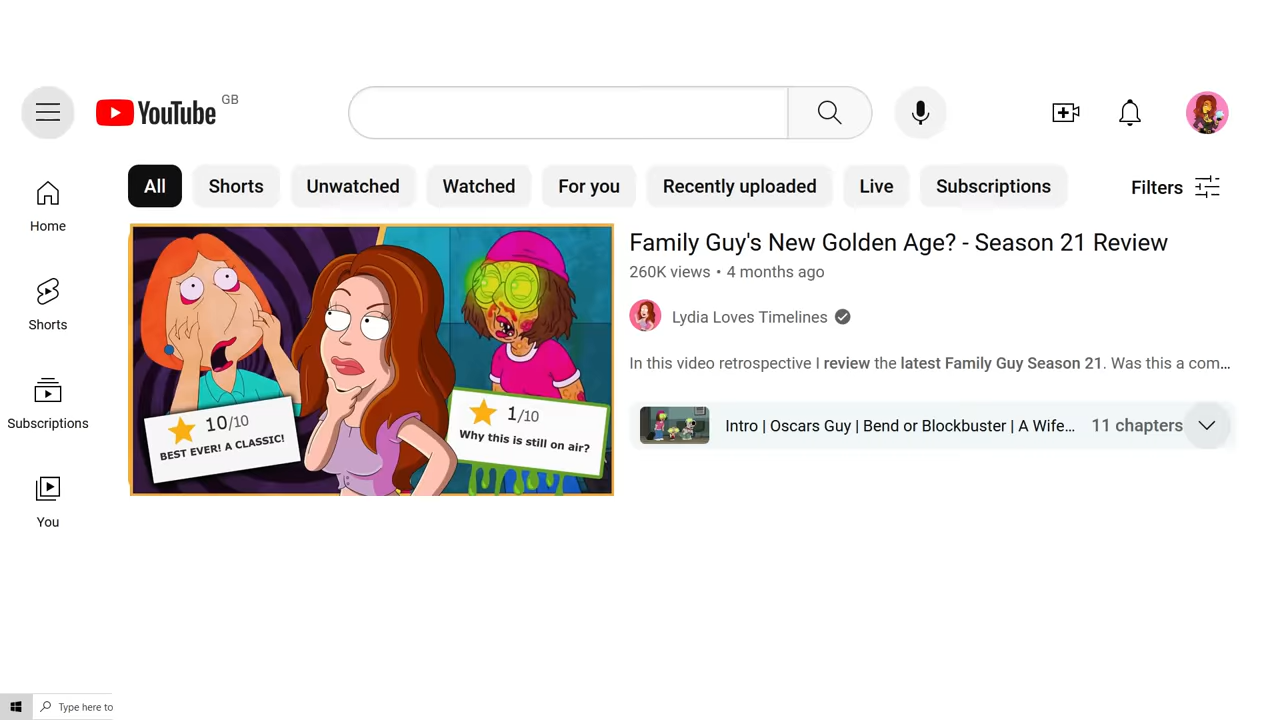 YouTube GB
All Shorts Unwatched Watched For you Recently uploaded Live Subscriptions Filters
Home
Shorts
Subscriptions
You
10/10
BEST EVER! A CLASSIC!
1/10
Why this is still on air?
Family Guy's New Golden Age? - Season 21 Review
260K views • 4 months ago
Lydia Loves Timelines
In this video retrospective I review the latest Family Guy Season 21. Was this a com...
Intro | Oscars Guy | Bend or Blockbuster | A Wife... 11 chapters
Type here to